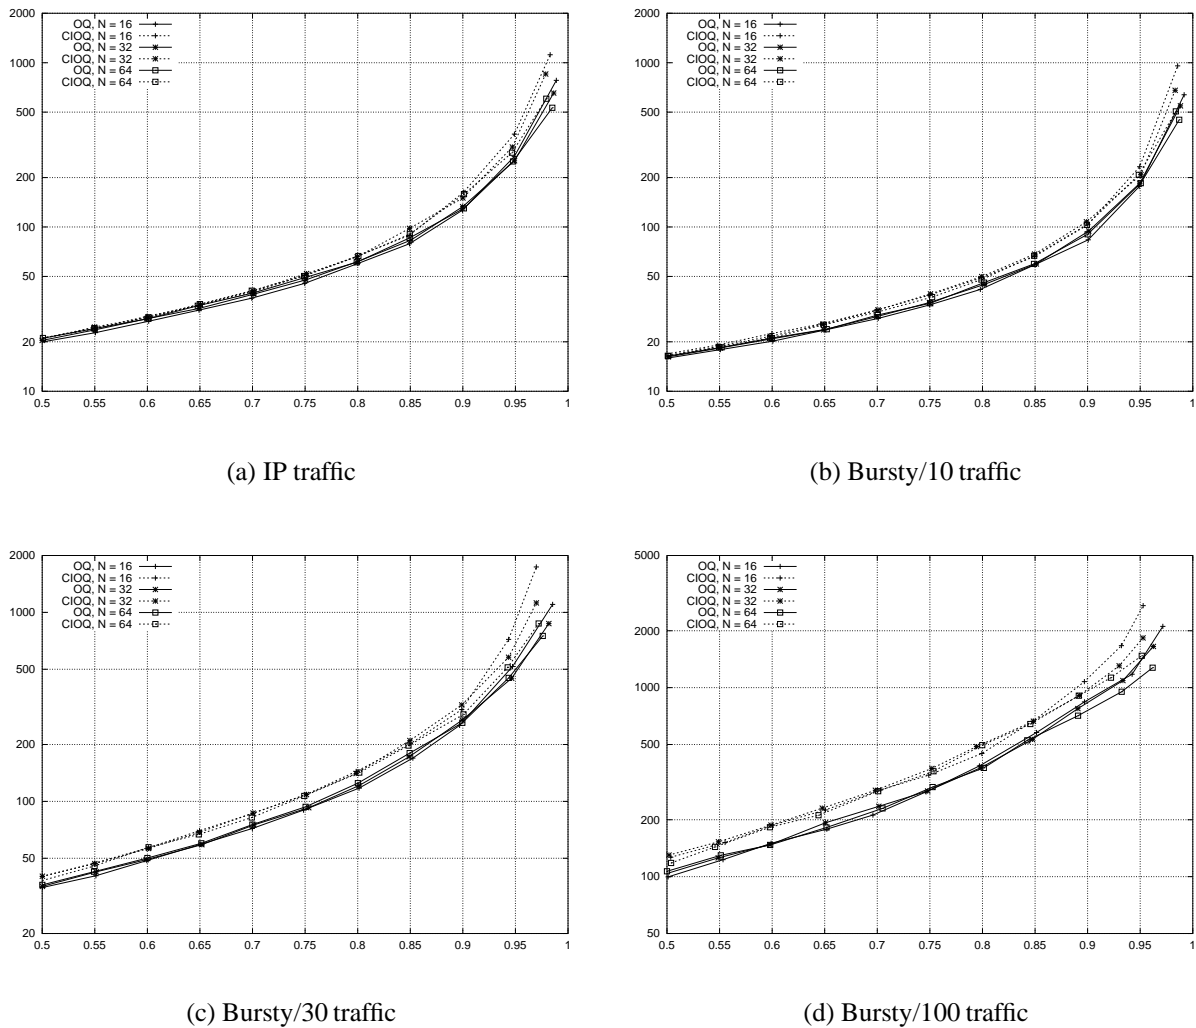 2000
1000
500
200
100
50
20
10
0.5 0.55 0.6 0.65 0.7 0.75 0.8 0.85 0.9 0.95 1
OQ, N = 16
CIOQ, N = 16
OQ, N = 32
CIOQ, N = 32
OQ, N = 64
CIOQ, N = 64
(a) IP traffic
2000
1000
500
200
100
50
20
10
0.5 0.55 0.6 0.65 0.7 0.75 0.8 0.85 0.9 0.95 1
OQ, N = 16
CIOQ, N = 16
OQ, N = 32
CIOQ, N = 32
OQ, N = 64
CIOQ, N = 64
(b) Bursty/10 traffic
2000
1000
500
200
100
50
20
0.5 0.55 0.6 0.65 0.7 0.75 0.8 0.85 0.9 0.95 1
OQ, N = 16
CIOQ, N = 16
OQ, N = 32
CIOQ, N = 32
OQ, N = 64
CIOQ, N = 64
(c) Bursty/30 traffic
5000
2000
1000
500
200
100
50
0.5 0.55 0.6 0.65 0.7 0.75 0.8 0.85 0.9 0.95 1
OQ, N = 16
CIOQ, N = 16
OQ, N = 32
CIOQ, N = 32
OQ, N = 64
CIOQ, N = 64
(d) Bursty/100 traffic